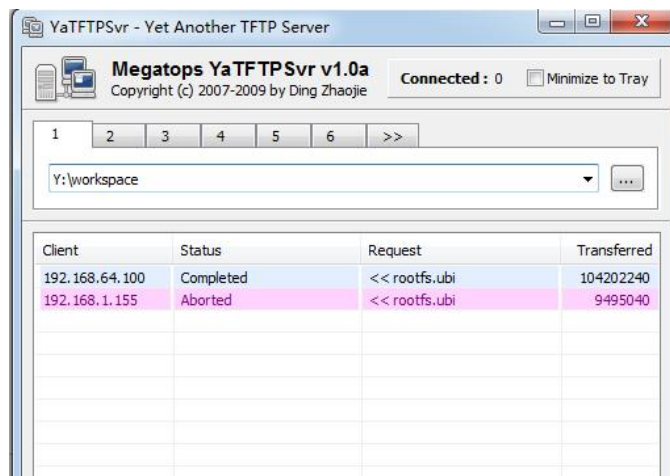 YaTFTPSvr - Yet Another TFTP Server
Megatops YaTFTPSvr v1.0a
Copyright (c) 2007-2009 by Ding Zhaojie
Connected : 0
Minimize to Tray
1 2 3 4 5 6 >>
Y:\workspace
...
Client Status Request Transferred
192.168.64.100 Completed << rootfs.ubi 104202240
192.168.1.155 Aborted << rootfs.ubi 9495040